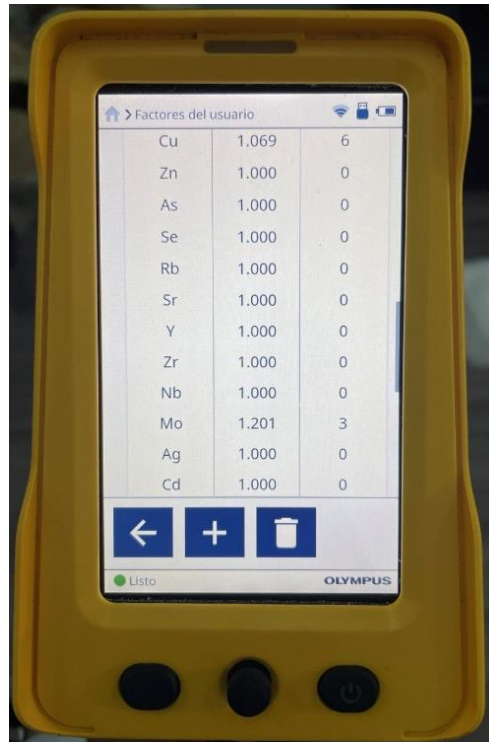 Factores del usuario
Cu 1.069 6
Zn 1.000 0
As 1.000 0
Se 1.000 0
Rb 1.000 0
Sr 1.000 0
Y 1.000 0
Zr 1.000 0
Nb 1.000 0
Mo 1.201 3
Ag 1.000 0
Cd 1.000 0
Listo OLYMPUS